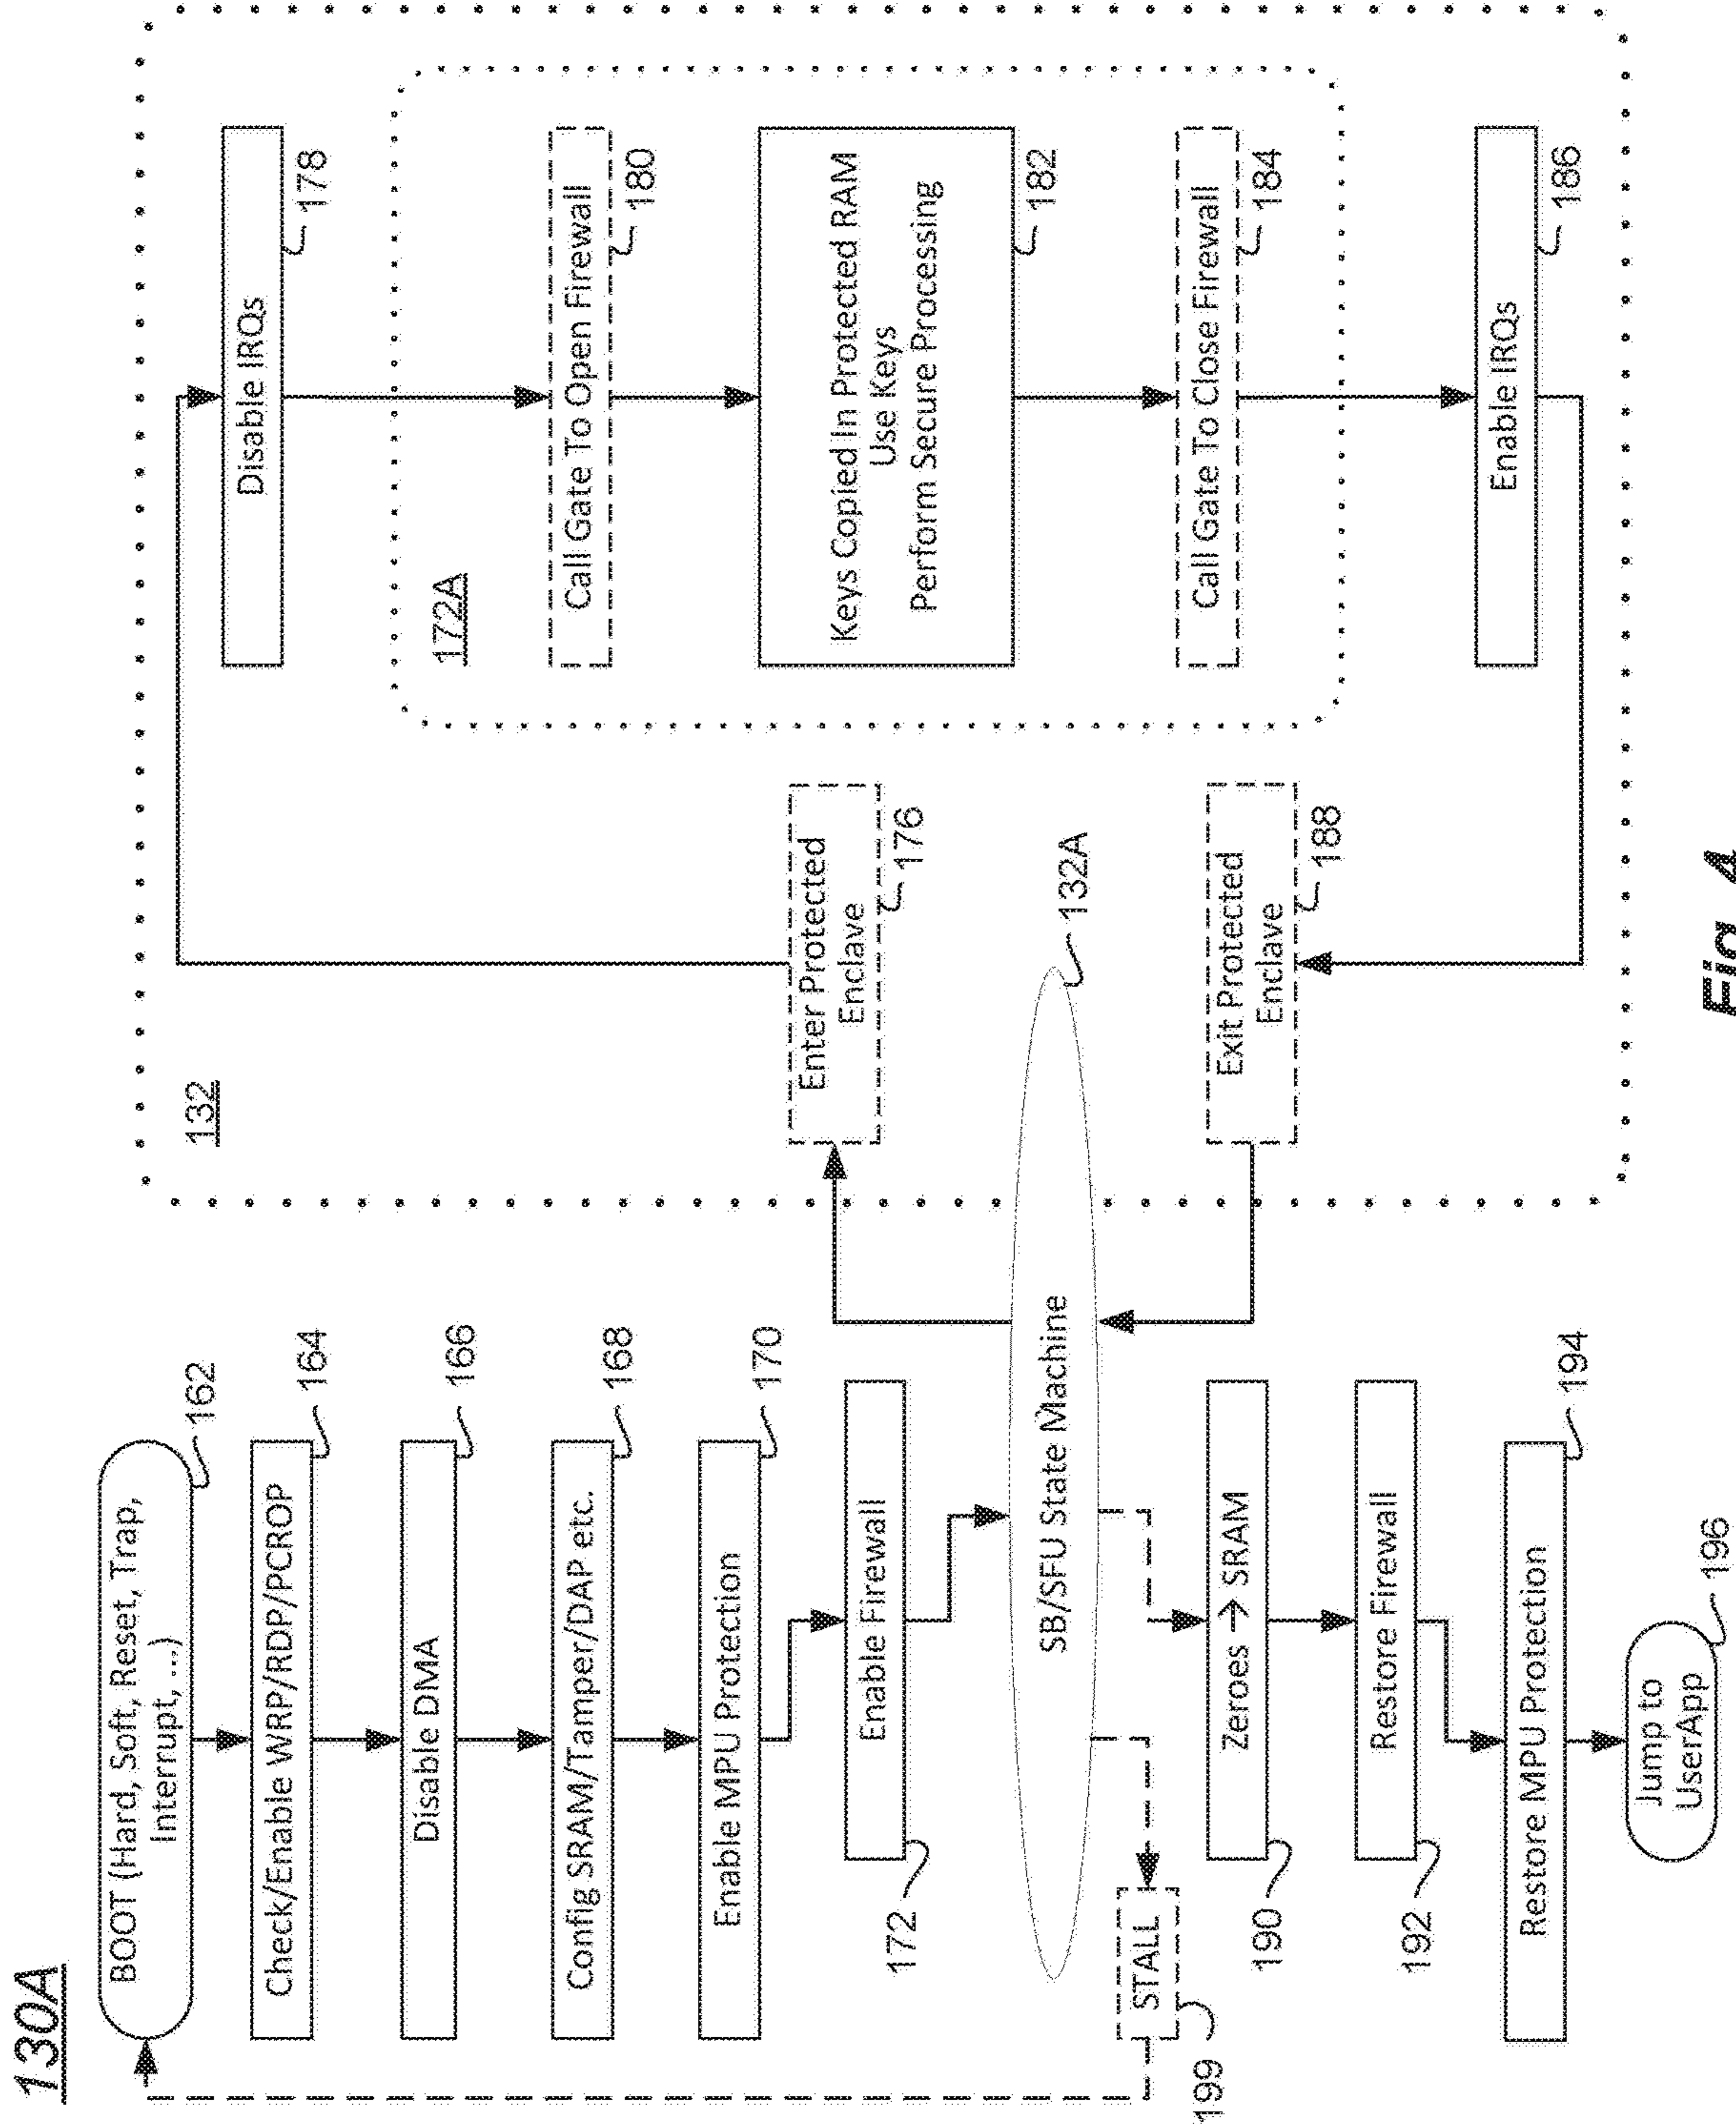 130A
BOOT (Hard, Soft, Reset, Trap,
Interrupt, ...)
162
Check/Enable WRP/RDP/PCROP
164
Disable DMA
166
Config SRAM/Tamper/DAP etc.
168
Enable MPU Protection
170
Enable Firewall
172
SB/SFU State Machine
132A
STALL
199
Zeroes → SRAM
190
Restore Firewall
192
Restore MPU Protection
194
Jump to
UserApp
196
132
Enter Protected
Enclave
176
Disable IRQs
178
172A
Call Gate To Open Firewall
180
Keys Copied In Protected RAM
Use Keys
Perform Secure Processing
182
Call Gate To Close Firewall
184
Enable IRQs
186
Exit Protected
Enclave
188
Fig. 4